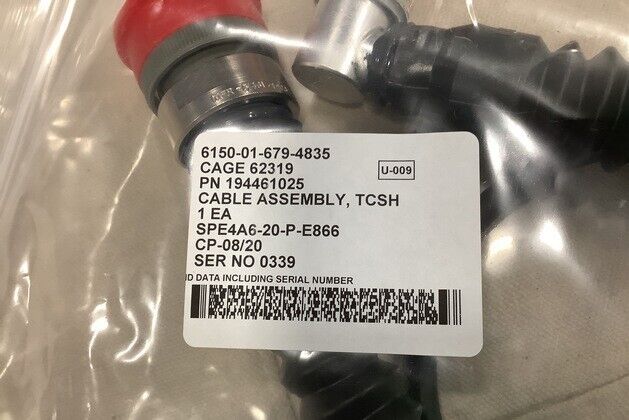 6150-01-679-4835
CAGE 62319
U-009
PN 194461025
CABLE ASSEMBLY, TCSH
1 EA
SPE4A6-20-P-E866
CP-08/20
SER NO 0339
ID DATA INCLUDING SERIAL NUMBER